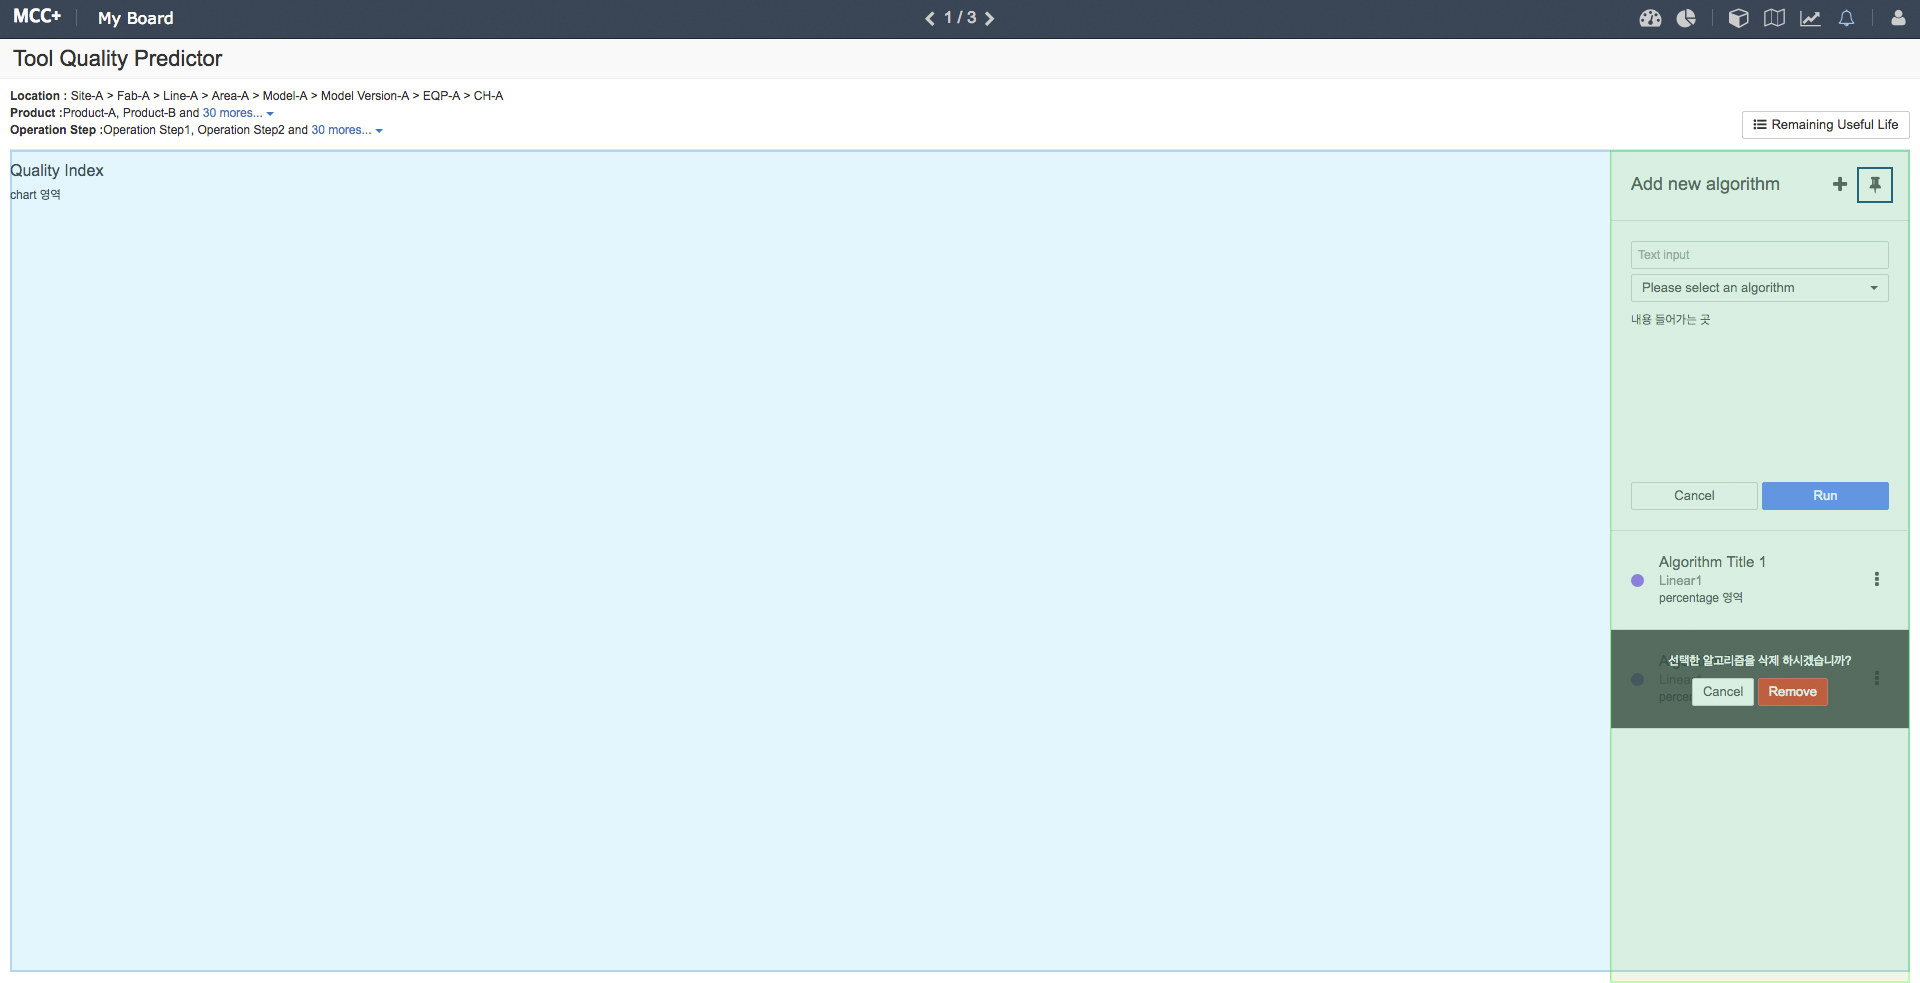 MCC+ My Board 1 / 3
Tool Quality Predictor
Location : Site-A > Fab-A > Line-A > Area-A > Model-A > Model Version-A > EQP-A > CH-A
Product :Product-A, Product-B and 30 mores...
Operation Step :Operation Step1, Operation Step2 and 30 mores...
Remaining Useful Life
Quality Index
chart 영역
Add new algorithm
Text input
Please select an algorithm
내용 들어가는 곳
Cancel Run
Algorithm Title 1
Linear1
percentage 영역
선택한 알고리즘을 삭제 하시겠습니까?
Cancel Remove